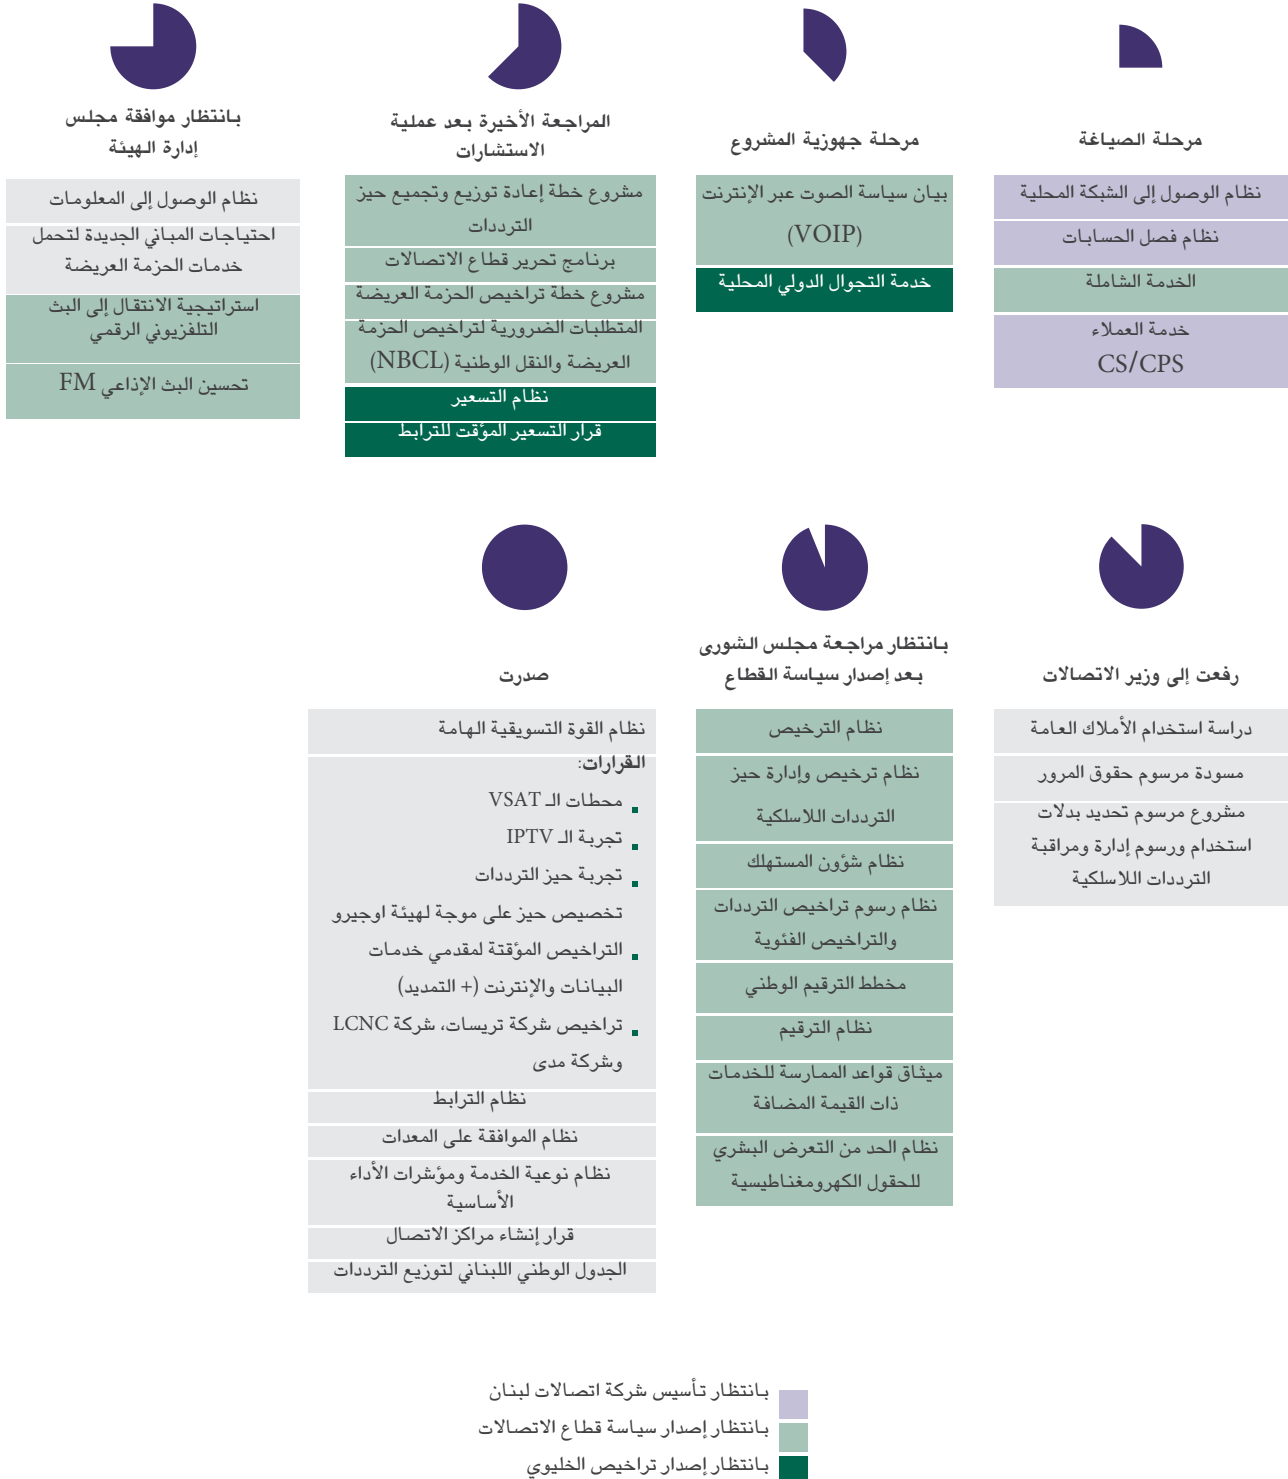 مرحلة الصياغة
نظام الوصول إلى الشبكة المحلية
نظام فصل الحسابات
الخدمة الشاملة
خدمة العملاء
CS/CPS
مرحلة جهوزية المشروع
بيان سياسة الصوت عبر الإنترنت
(VOIP)
خدمة التجوال الدولي المحلية
المراجعة الأخيرة بعد عملية
الاستشارات
مشروع خطة إعادة توزيع وتجميع حيز
الترددات
برنامج تحرير قطاع الاتصالات
مشروع خطة تراخيص الحزمة العريضة
المتطلبات الضرورية لتراخيص الحزمة
العريضة والنقل الوطنية (NBCL)
نظام التسعير
قرار التسعير المؤقت للترابط
بانتظار موافقة مجلس
إدارة الهيئة
نظام الوصول إلى المعلومات
احتياجات المباني الجديدة لتحمل
خدمات الحزمة العريضة
استراتيجية الانتقال إلى البث
التلفزيوني الرقمي
تحسين البث الإذاعي FM
رفعت إلى وزير الاتصالات
دراسة استخدام الأملاك العامة
مسودة مرسوم حقوق المرور
مشروع مرسوم تحديد بدلات
استخدام ورسوم إدارة ومراقبة
الترددات اللاسلكية
بانتظار مراجعة مجلس الشورى
بعد إصدار سياسة القطاع
نظام الترخيص
نظام ترخيص وإدارة حيز
الترددات اللاسلكية
نظام شؤون المستهلك
نظام رسوم تراخيص الترددات
والتراخيص الفئوية
مخطط الترقيم الوطني
نظام الترقيم
ميثاق قواعد الممارسة للخدمات
ذات القيمة المضافة
نظام الحد من التعرض البشري
للحقول الكهرومغناطيسية
صدرت
نظام القوة التسويقية الهامة
القرارات:
محطات الـ VSAT
تجربة الـ IPTV
تجربة حيز الترددات
تخصيص حيز على موجة لهيئة اوجيرو
التراخيص المؤقتة لمقدمي خدمات
البيانات والإنترنت (+ التمديد)
تراخيص شركة تريسات، شركة LCNC
وشركة مدى
نظام الترابط
نظام الموافقة على المعدات
نظام نوعية الخدمة ومؤشرات الأداء
الأساسية
قرار إنشاء مراكز الاتصال
الجدول الوطني اللبناني لتوزيع الترددات
بانتظار تأسيس شركة اتصالات لبنان
بانتظار إصدار سياسة قطاع الاتصالات
بانتظار إصدار تراخيص الخليوي